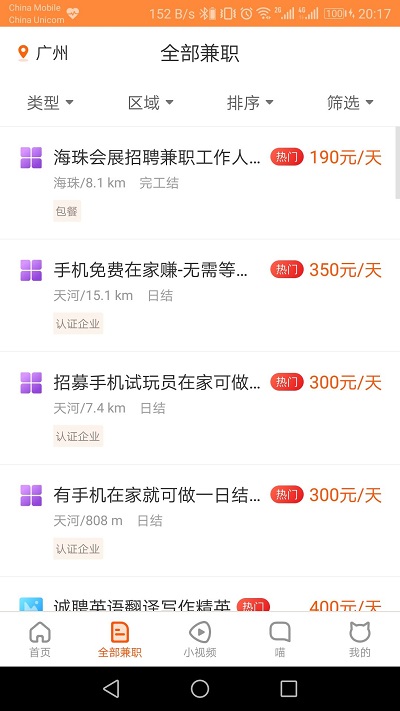 China Mobile
China Unicom
152 B/s 3G 4G 100 20:17
广州 全部兼职
类型 区域 排序 筛选
海珠会展招聘兼职工作人... 热门 190元/天
海珠/8.1 km 完工结
包餐
手机免费在家赚-无需等... 热门 350元/天
天河/15.1 km 日结
认证企业
招募手机试玩员在家可做... 热门 300元/天
天河/7.4 km 日结
认证企业
有手机在家就可做一日结... 热门 300元/天
天河/808 m 日结
认证企业
诚聘英语翻译写作精英 热门 400元/天
首页 全部兼职 小视频 喵 我的